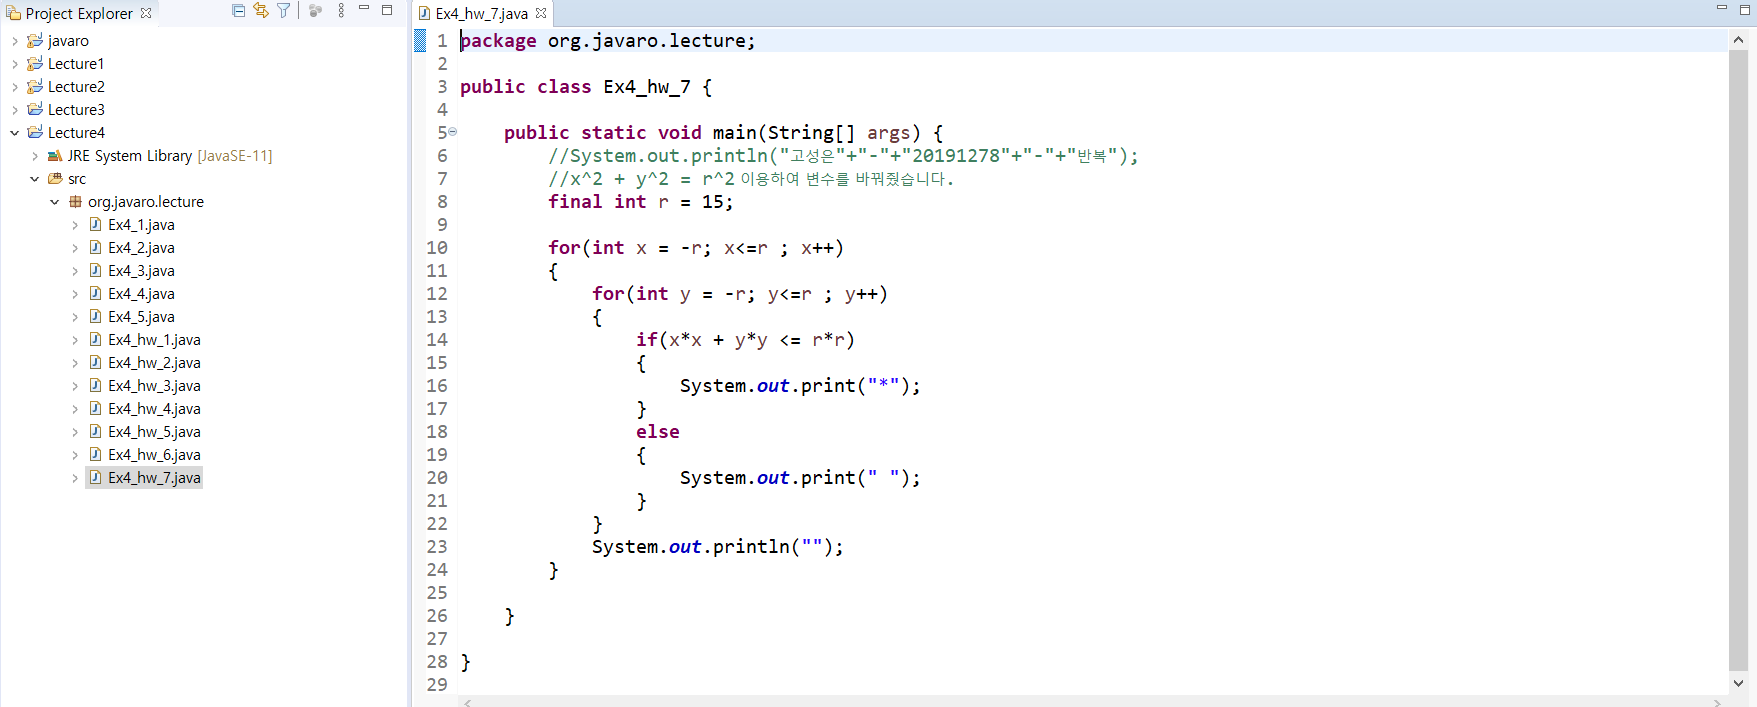 Project Explorer
javaro
Lecture1
Lecture2
Lecture3
Lecture4
JRE System Library [JavaSE-11]
src
org.javaro.lecture
Ex4_1.java
Ex4_2.java
Ex4_3.java
Ex4_4.java
Ex4_5.java
Ex4_hw_1.java
Ex4_hw_2.java
Ex4_hw_3.java
Ex4_hw_4.java
Ex4_hw_5.java
Ex4_hw_6.java
Ex4_hw_7.java
Ex4_hw_7.java
1 package org.javaro.lecture;
2
3 public class Ex4_hw_7 {
4
5     public static void main(String[] args) {
6         //System.out.println("고성은"+"-"+"20191278"+"-"+"반복");
7         //x^2 + y^2 = r^2 이용하여 변수를 바꿔줬습니다.
8         final int r = 15;
9
10         for(int x = -r; x<=r ; x++)
11         {
12             for(int y = -r; y<=r ; y++)
13             {
14                 if(x*x + y*y <= r*r)
15                 {
16                     System.out.print("*");
17                 }
18                 else
19                 {
20                     System.out.print(" ");
21                 }
22             }
23             System.out.println("");
24         }
25
26     }
27
28 }
29